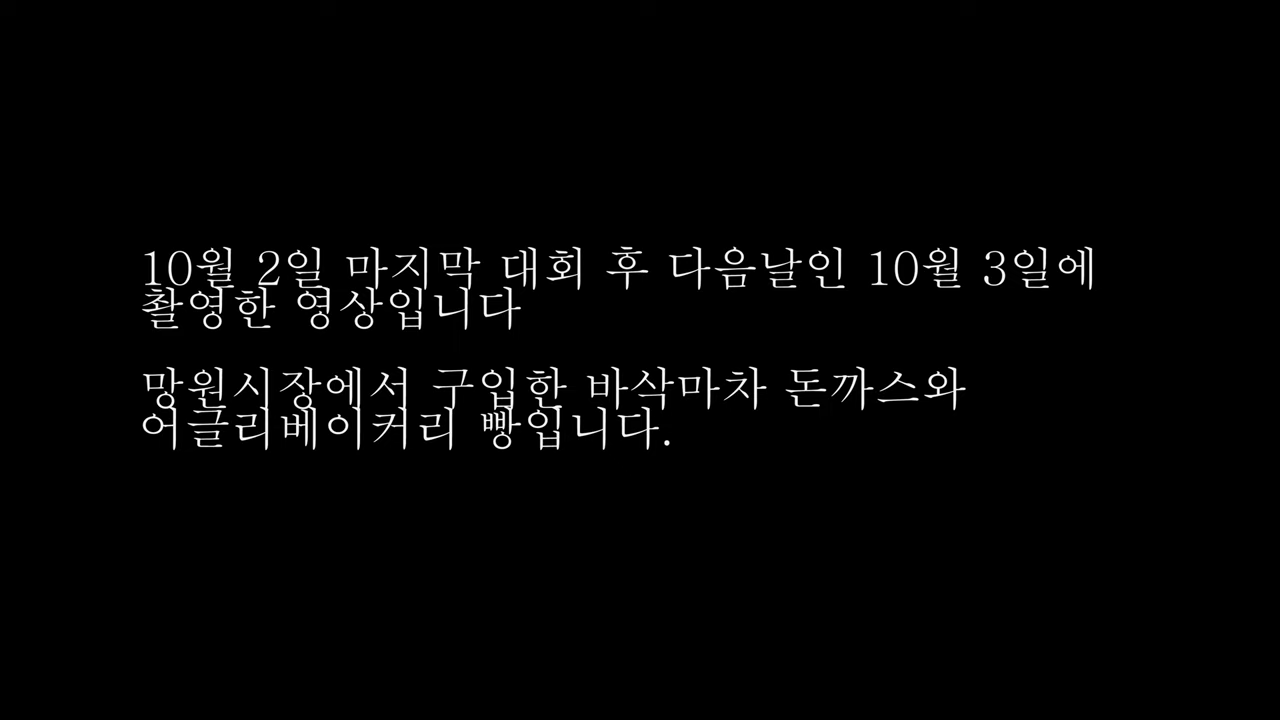 10월 2일 마지막 대회 후 다음날인 10월 3일에
촬영한 영상입니다
망원시장에서 구입한 바삭마차 돈까스와
어글리베이커리 빵입니다.